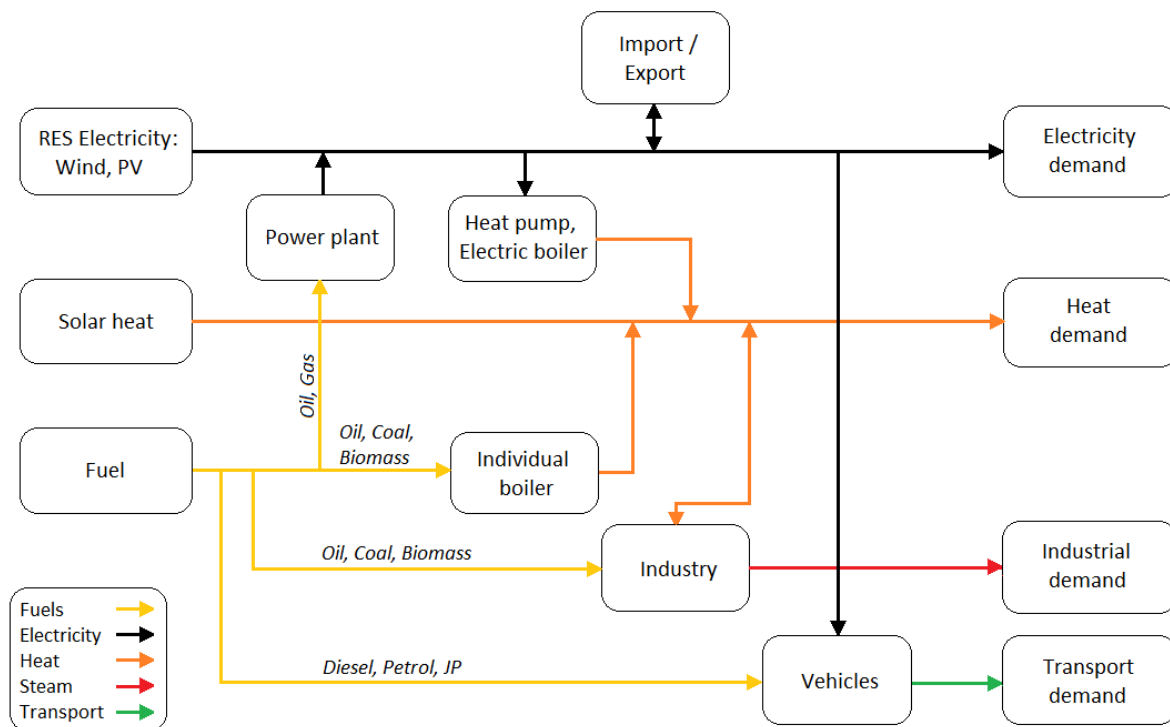 Import /
Export
RES Electricity:
Wind, PV
Electricity
demand
Power plant
Heat pump,
Electric boiler
Solar heat
Heat
demand
Oil, Gas
Fuel
Oil, Coal,
Biomass
Individual
boiler
Oil, Coal, Biomass
Industry
Industrial
demand
Fuels
Electricity
Heat
Steam
Transport
Diesel, Petrol, JP
Vehicles
Transport
demand